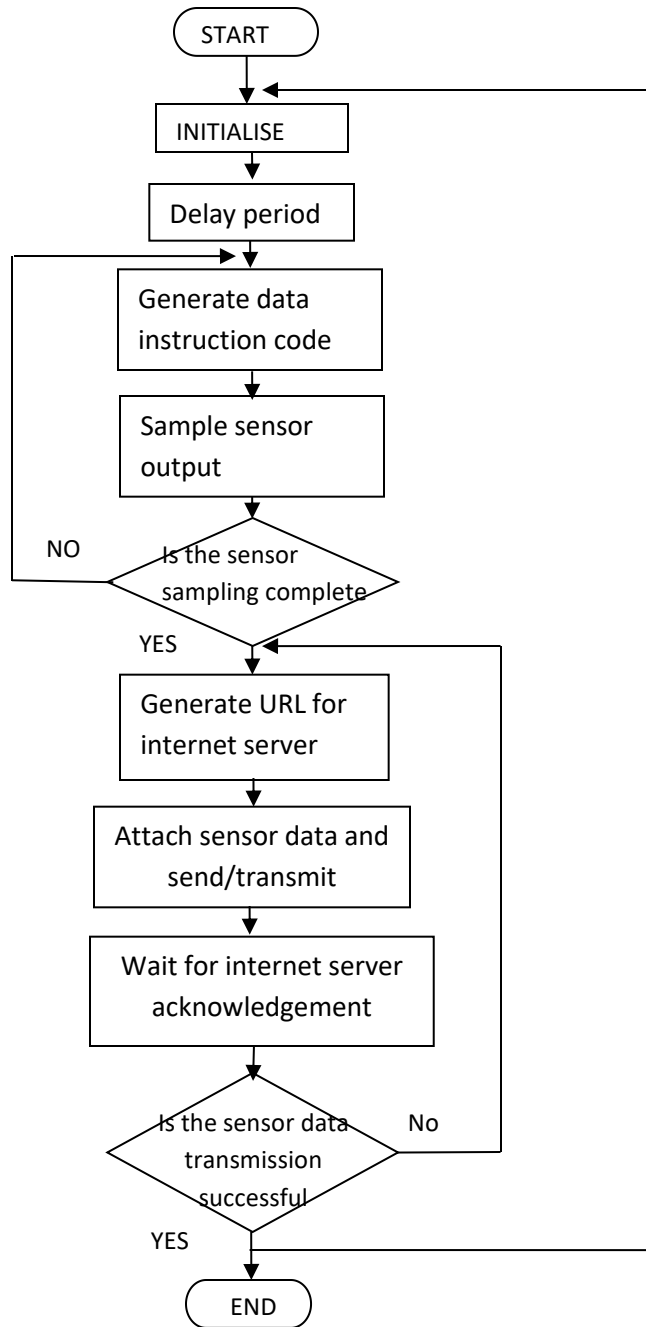 START
INITIALISE
Delay period
Generate data
instruction code
Sample sensor
output
NO
Is the sensor
sampling complete
YES
Generate URL for
internet server
Attach sensor data and
send/transmit
Wait for internet server
acknowledgement
Is the sensor data
No
transmission
successful
YES
END